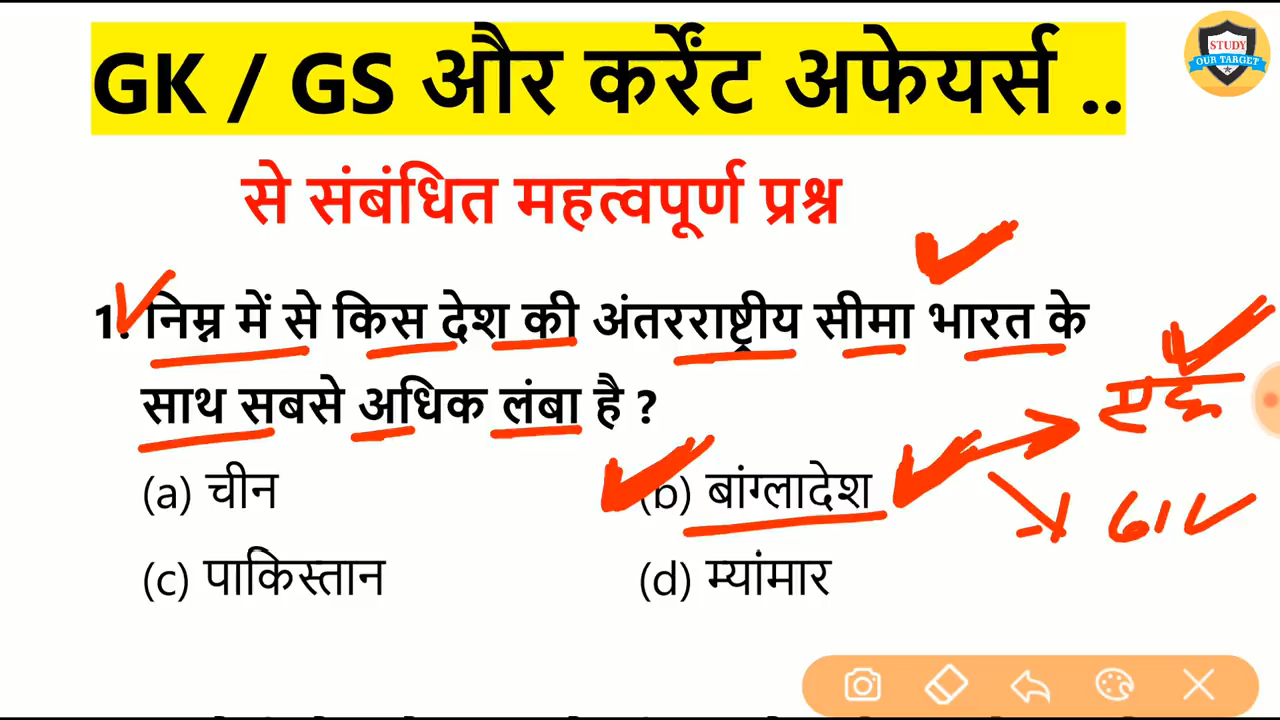 GK / GS और करेंट अफेयर्स ..
STUDY
OUR TARGET
से संबंधित महत्वपूर्ण प्रश्न
1. निम्न में से किस देश की अंतरराष्ट्रीय सीमा भारत के
साथ सबसे अधिक लंबा है ?
(a) चीन
(b) बांग्लादेश
(c) पाकिस्तान
(d) म्यांमार